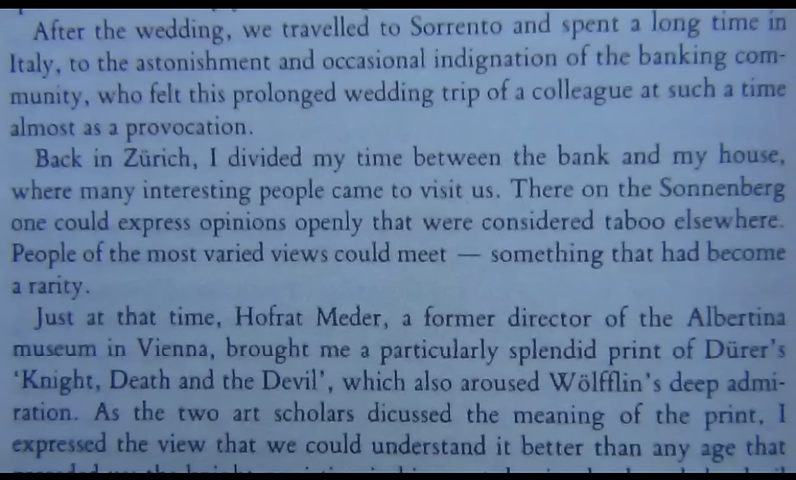 After the wedding, we travelled to Sorrento and spent a long time in
Italy, to the astonishment and occasional indignation of the banking com-
munity, who felt this prolonged wedding trip of a colleague at such a time
almost as a provocation.
Back in Zürich, I divided my time between the bank and my house,
where many interesting people came to visit us. There on the Sonnenberg
one could express opinions openly that were considered taboo elsewhere.
People of the most varied views could meet — something that had become
a rarity.
Just at that time, Hofrat Meder, a former director of the Albertina
museum in Vienna, brought me a particularly splendid print of Dürer's
'Knight, Death and the Devil', which also aroused Wölfflin's deep admi-
ration. As the two art scholars dicussed the meaning of the print, I
expressed the view that we could understand it better than any age that